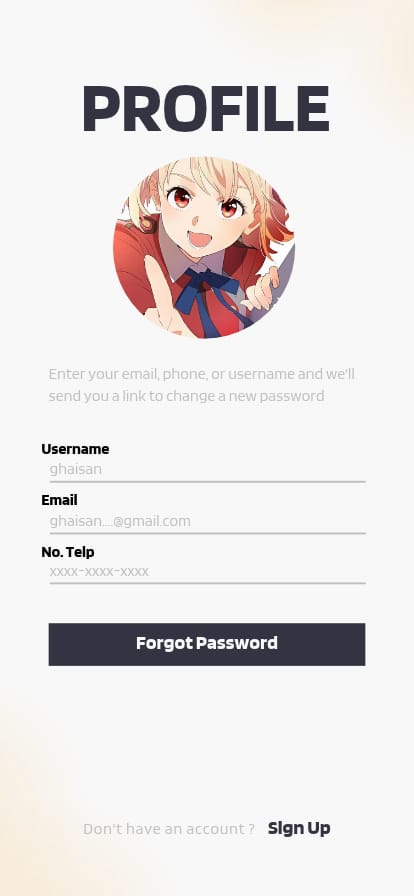 PROFILE
Enter your email, phone, or username and we'll
send you a link to change a new password
Username
ghaisan
Email
ghaisan....@gmail.com
No. Telp
xxxx-xxxx-xxxx
Forgot Password
Don't have an account ? Sign Up